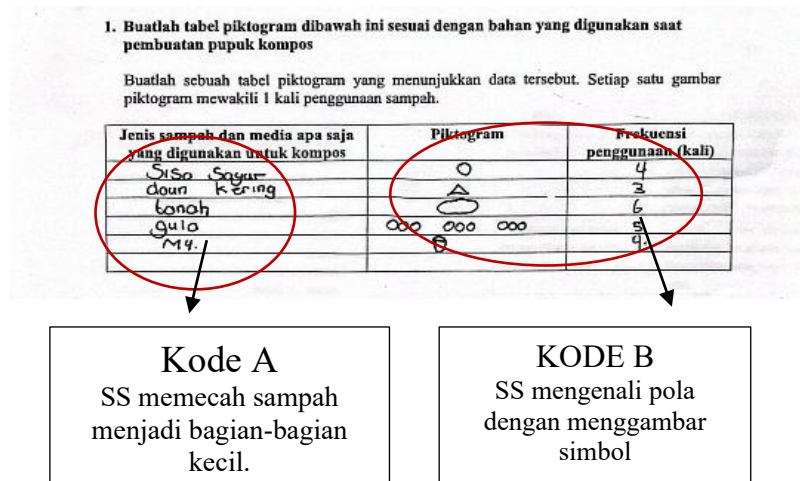 1. Buatlah tabel piktogram dibawah ini sesuai dengan bahan yang digunakan saat
pembuatan pupuk kompos
Buatlah sebuah tabel piktogram yang menunjukkan data tersebut. Setiap satu gambar
piktogram mewakili 1 kali penggunaan sampah.
Jenis sampah dan media apa saja
yang digunakan untuk kompos
Piktogram
Frekuensi
penggunaan (kali)
Siso Sayur 4
daun kering 3
tanah 6
gula 5
M4. 9.
Kode A
SS memecah sampah
menjadi bagian-bagian
kecil.
KODE B
SS mengenali pola
dengan menggambar
simbol